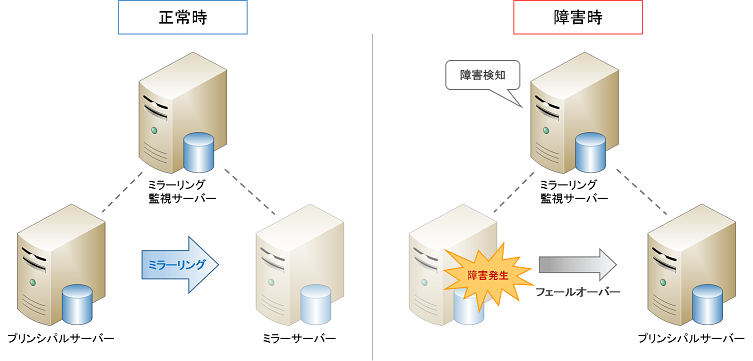 正常時
ミラーリング
監視サーバー
ミラーリング
プリンシパルサーバー
ミラーサーバー
障害時
障害検知
ミラーリング
監視サーバー
障害発生
フェールオーバー
プリンシパルサーバー